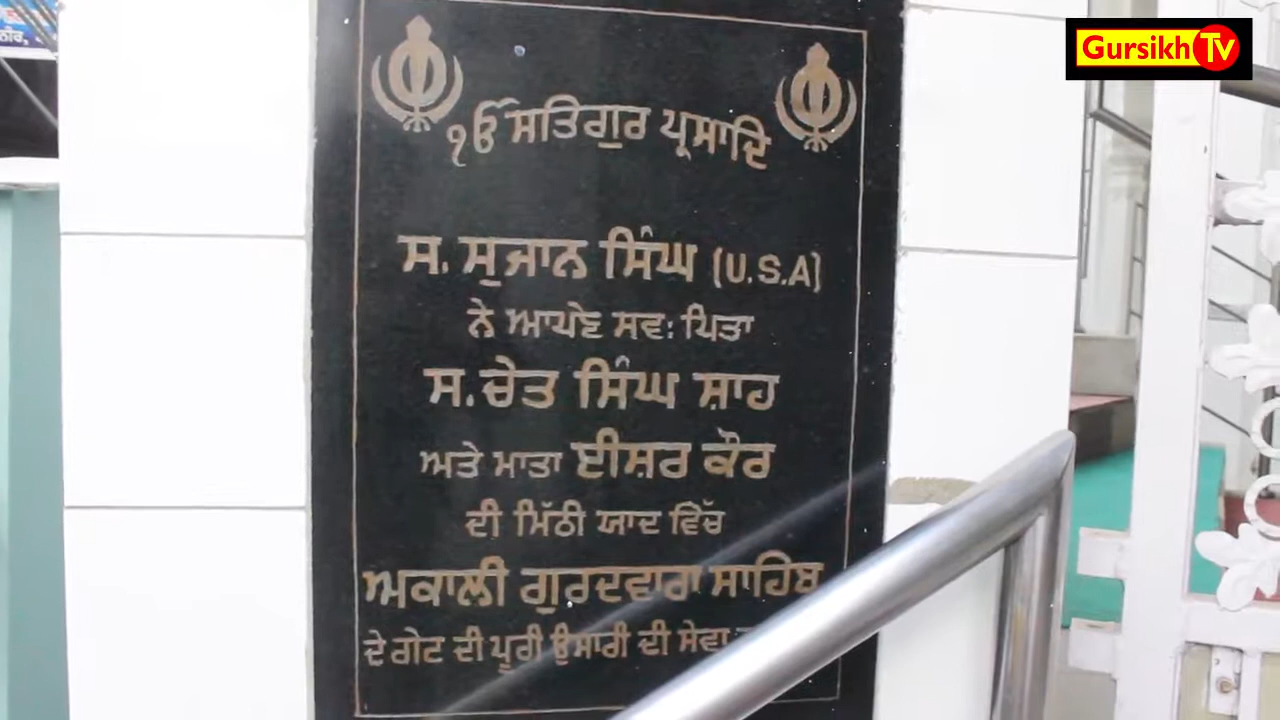 Gursikh Tv
ੴ ਸਤਿਗੁਰ ਪ੍ਰਸਾਦਿ
ਸ. ਸੁਜਾਨ ਸਿੰਘ (U.S.A)
ਨੇ ਆਪਣੇ ਸਵ: ਪਿਤਾ
ਸ. ਚੇਤ ਸਿੰਘ ਸ਼ਾਹ
ਅਤੇ ਮਾਤਾ ਈਸ਼ਰ ਕੌਰ
ਦੀ ਮਿੱਠੀ ਯਾਦ ਵਿੱਚ
ਅਕਾਲੀ ਗੁਰਦਵਾਰਾ ਸਾਹਿਬ
ਦੇ ਗੇਟ ਦੀ ਪੂਰੀ ਉਸਾਰੀ ਦੀ ਸੇਵਾ